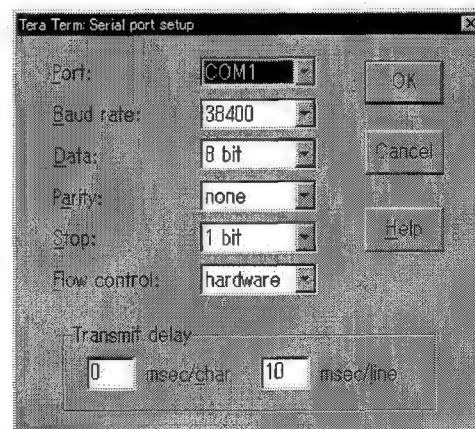 Tera Term: Serial port setup
Port: COM1 OK
Baud rate: 38400
Data: 8 bit Cancel
Parity: none
Stop: 1 bit Help
Flow control: hardware
Transmit delay
0 msec/char 10 msec/line